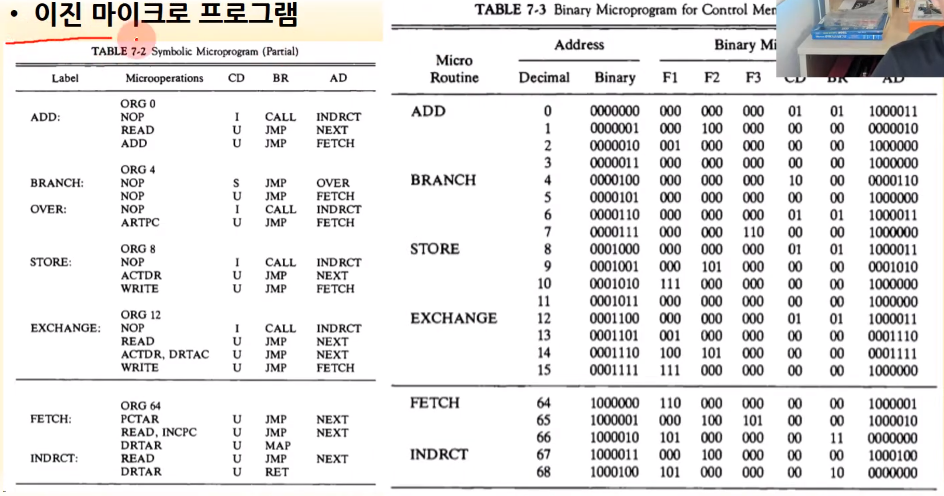 • 이진 마이크로 프로그램
TABLE 7-2 Symbolic Microprogram (Partial)
Label Microoperations CD BR AD
ORG 0
ADD: NOP I CALL INDRCT
READ U JMP NEXT
ADD U JMP FETCH
ORG 4
BRANCH: NOP S JMP OVER
NOP U JMP FETCH
OVER: NOP I CALL INDRCT
ARTPC U JMP FETCH
ORG 8
STORE: NOP I CALL INDRCT
ACTDR U JMP NEXT
WRITE U JMP FETCH
ORG 12
EXCHANGE: NOP I CALL INDRCT
READ U JMP NEXT
ACTDR, DRTAC U JMP NEXT
WRITE U JMP FETCH
ORG 64
FETCH: PCTAR U JMP NEXT
READ, INCPC U JMP NEXT
DRTAR U MAP
INDRCT: READ U JMP NEXT
DRTAR U RET
TABLE 7-3 Binary Microprogram for Control
Address Binary
Micro
Routine Decimal Binary F1 F2 F3 CD BR AD
ADD 0 0000000 000 000 000 01 01 1000011
1 0000001 000 100 000 00 00 0000010
2 0000010 001 000 000 00 00 1000000
3 0000011 000 000 000 00 00 1000000
BRANCH 4 0000100 000 000 000 10 00 0000110
5 0000101 000 000 000 00 00 1000000
6 0000110 000 000 000 01 01 1000011
7 0000111 000 000 110 00 00 1000000
STORE 8 0001000 000 000 000 01 01 1000011
9 0001001 000 101 000 00 00 0001010
10 0001010 111 000 000 00 00 1000000
11 0001011 000 000 000 00 00 1000000
EXCHANGE 12 0001100 000 000 000 01 01 1000011
13 0001101 001 000 000 00 00 0001110
14 0001110 100 101 000 00 00 0001111
15 0001111 111 000 000 00 00 1000000
FETCH 64 1000000 110 000 000 00 00 1000001
65 1000001 000 100 101 00 00 1000010
66 1000010 101 000 000 00 11 0000000
INDRCT 67 1000011 000 100 000 00 00 1000100
68 1000100 101 000 000 00 10 0000000